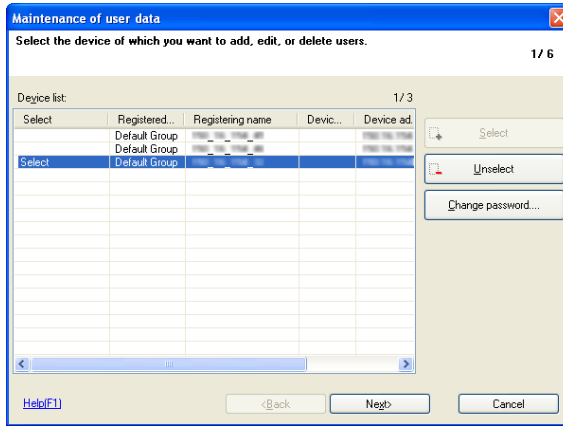 Maintenance of user data
Select the device of which you want to add, edit, or delete users.
1/ 6
Device list:
1/ 3
Select Registered... Registering name Devic... Device ad.
Default Group
Default Group
Select Default Group
Select
Unselect
Change password....
Help(F1)
<Back
Next>
Cancel